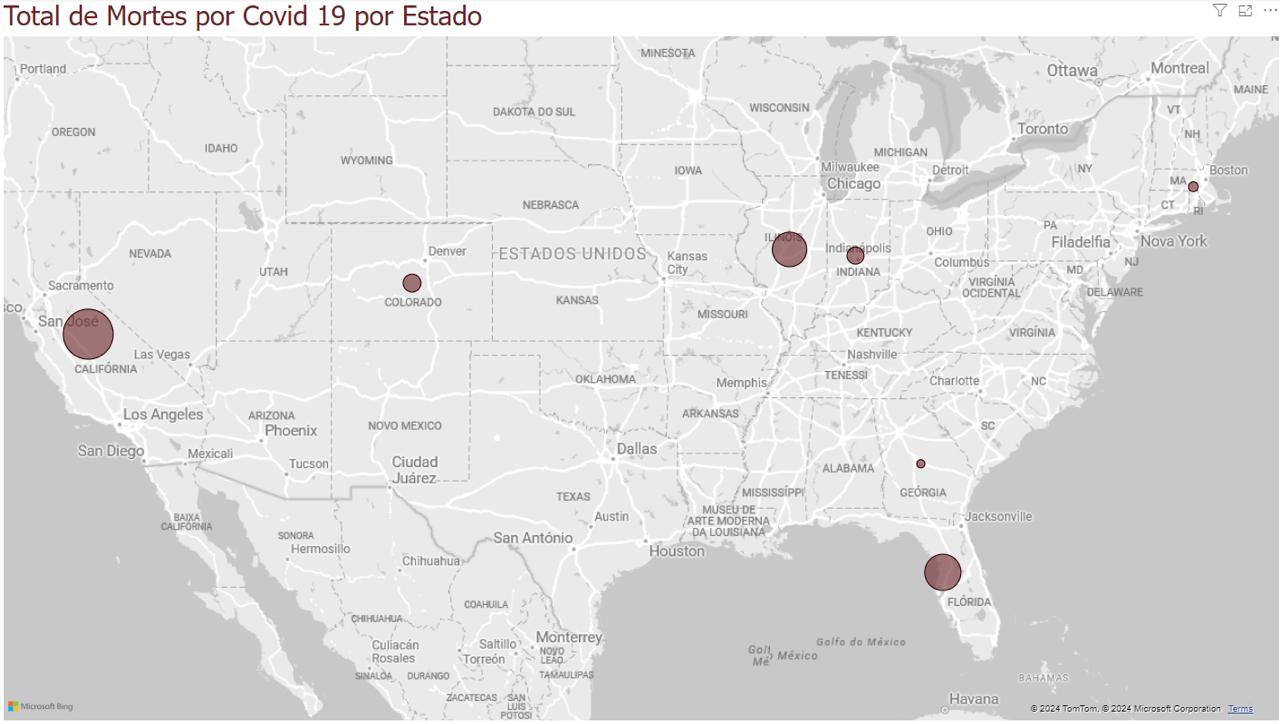 Total de Mortes por Covid 19 por Estado
MINESOTA
Portland
Ottawa
Montreal
MAINE
OREGON
IDAHO
DAKOTA DO SUL
WISCONSIN
VT
NH
Toronto
WYOMING
IOWA
MICHIGAN
Milwaukee
Detroit
NY
Boston
MA
Chicago
NEBRASCA
CT
RI
NEVADA
Denver
ESTADOS UNIDOS
ILINOIS
Indianápolis
OHIO
PA
Filadelfia
Nova York
UTAH
Kansas
City
INDIANA
Columbus
NJ
MD
Sacramento
COLORADO
KANSAS
VIRGÍNIA
OCIDENTAL
DELAWARE
sco
San José
MISSOURI
KENTUCKY
VIRGÍNIA
Las Vegas
CALIFÓRNIA
Nashville
TENESSI
OKLAHOMA
Memphis
Charlotte
NC
Los Angeles
ARIZONA
Phoenix
NOVO MEXICO
ARKANSAS
SC
San Diego
Mexicali
Tucson
Ciudad
Juárez
Dallas
ALABAMA
MISSISSÍPPI
GEÓRGIA
TEXAS
BAIXA
CALIFÓRNIA
Austin
MUSEU DE
ARTE MODERNA
DA LOUISIANA
Jacksonville
SONORA
Hermosillo
San António
Houston
Chihuahua
FLÓRIDA
COAHUILA
CHIHUAHUA
Culiacán
Rosales
Saltillo
Torreón
Monterrey
NOVO
LEÃO
Golfo do México
Golf
Mé
o México
SINALOA
DURANGO
TAMAULIPAS
BAHAMAS
ZACATECAS
SAN
LUIS
POTOSI
Havana
Microsoft Bing
© 2024 TomTom, © 2024 Microsoft Corporation Terms